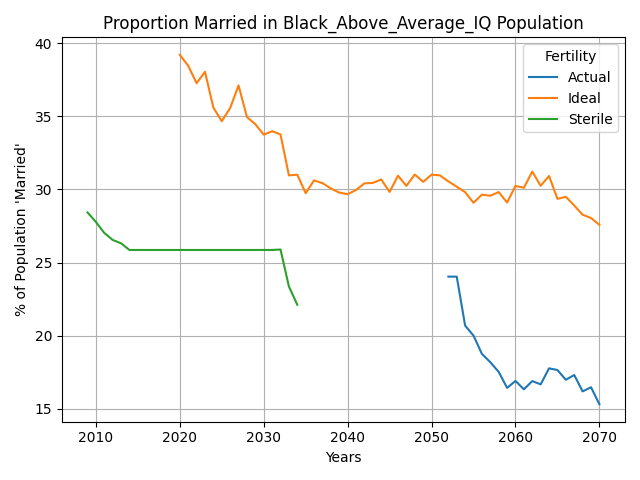 Proportion Married in Black_Above_Average_IQ Population
% of Population 'Married'
40
35
30
25
20
15
Fertility
Actual
Ideal
Sterile
2010 2020 2030 2040 2050 2060 2070
Years